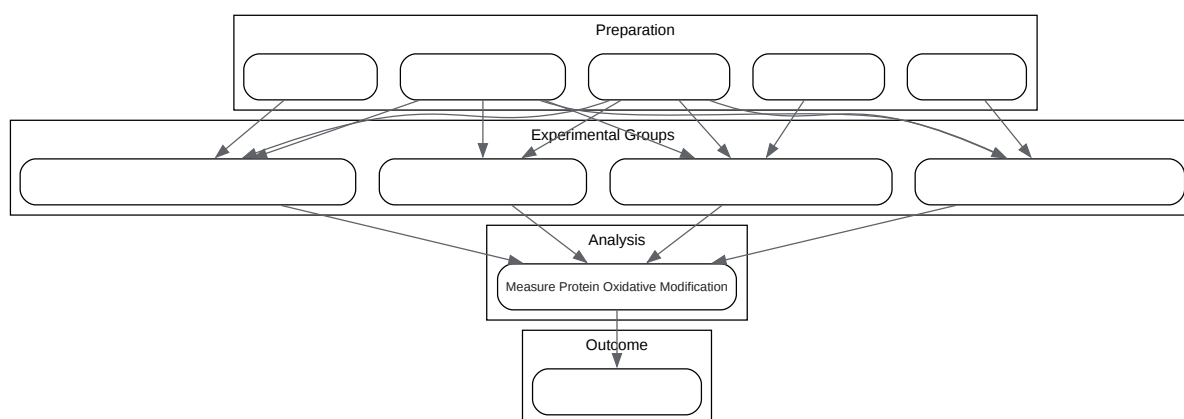 Preparation
Experimental Groups
Analysis
Measure Protein Oxidative Modification
Outcome